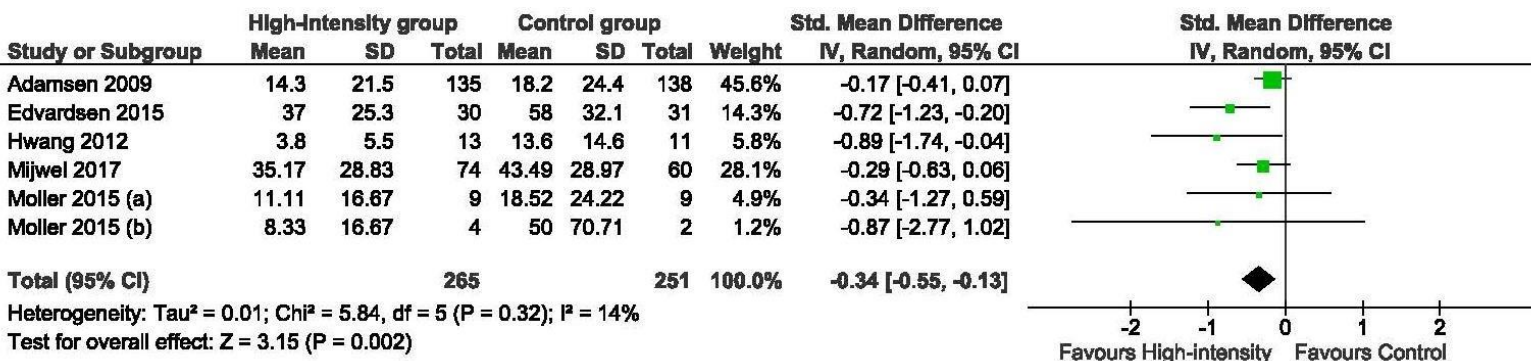 High-intensity group Control group Std. Mean Difference Std. Mean Difference
Study or Subgroup Mean SD Total Mean SD Total Weight IV, Random, 95% CI IV, Random, 95% CI
Adamsen 2009 14.3 21.5 135 18.2 24.4 138 45.6% -0.17 [-0.41, 0.07]
Edvardsen 2015 37 25.3 30 58 32.1 31 14.3% -0.72 [-1.23, -0.20]
Hwang 2012 3.8 5.5 13 13.6 14.6 11 5.8% -0.89 [-1.74, -0.04]
Mijwel 2017 35.17 28.83 74 43.49 28.97 60 28.1% -0.29 [-0.63, 0.06]
Moller 2015 (a) 11.11 16.67 9 18.52 24.22 9 4.9% -0.34 [-1.27, 0.59]
Moller 2015 (b) 8.33 16.67 4 50 70.71 2 1.2% -0.87 [-2.77, 1.02]
Total (95% CI) 265 251 100.0% -0.34 [-0.55, -0.13]
Heterogeneity: Tau² = 0.01; Chi² = 5.84, df = 5 (P = 0.32); I² = 14%
Test for overall effect: Z = 3.15 (P = 0.002)
-2 -1 0 1 2
Favours High-intensity Favours Control